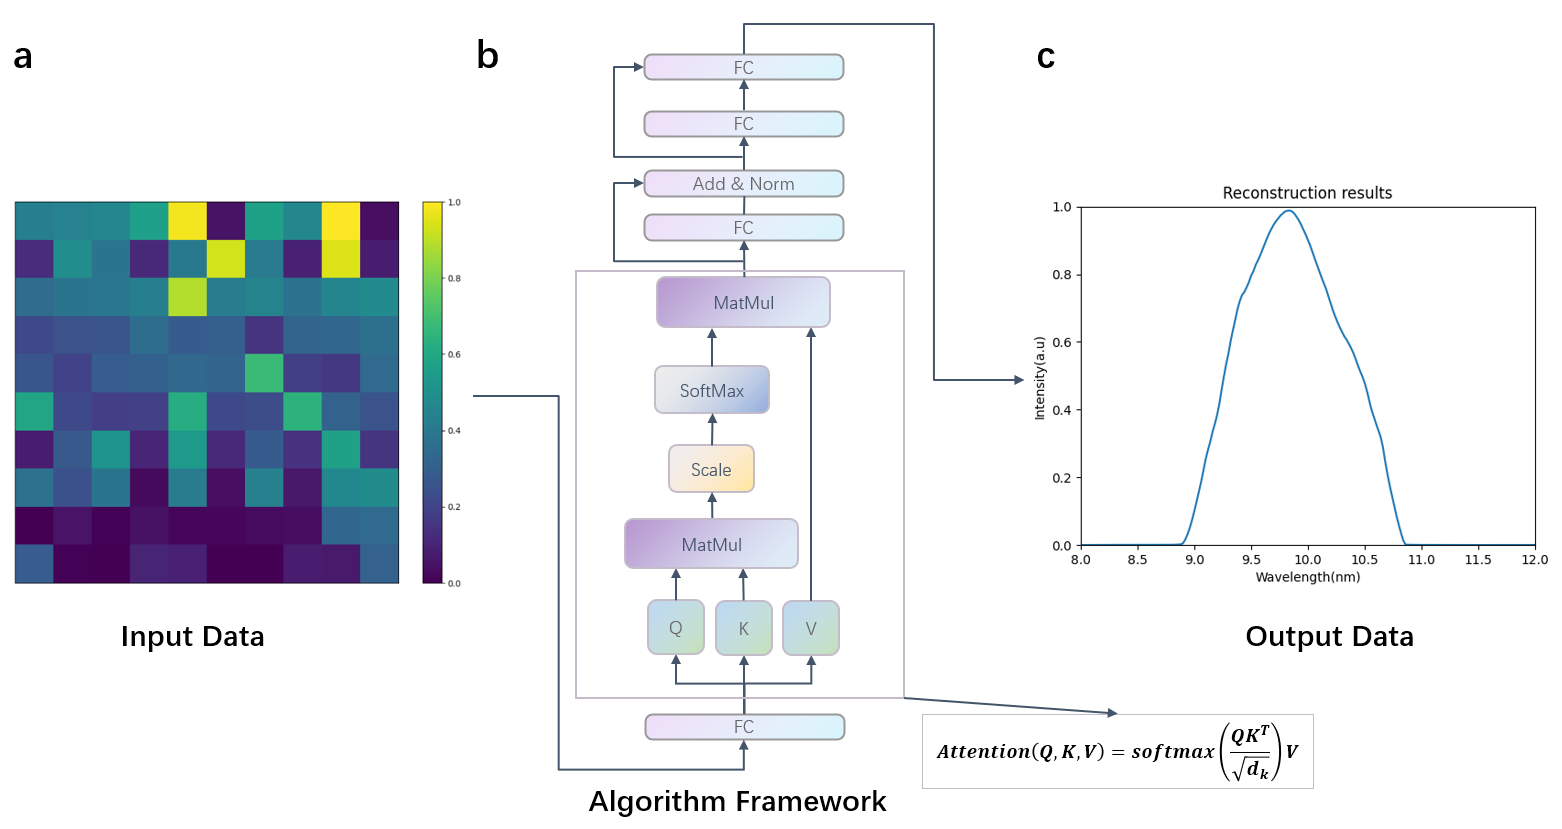 a
b
c
1.0
0.8
0.6
0.4
0.2
0.0
Input Data
FC
FC
Add & Norm
FC
MatMul
SoftMax
Scale
MatMul
Q
K
V
FC
Algorithm Framework
Attention(Q, K, V) = softmax(QK^T / √d_k)V
Reconstruction results
1.0
0.8
0.6
0.4
0.2
0.0
Intensity(a.u)
8.0 8.5 9.0 9.5 10.0 10.5 11.0 11.5 12.0
Wavelength(nm)
Output Data